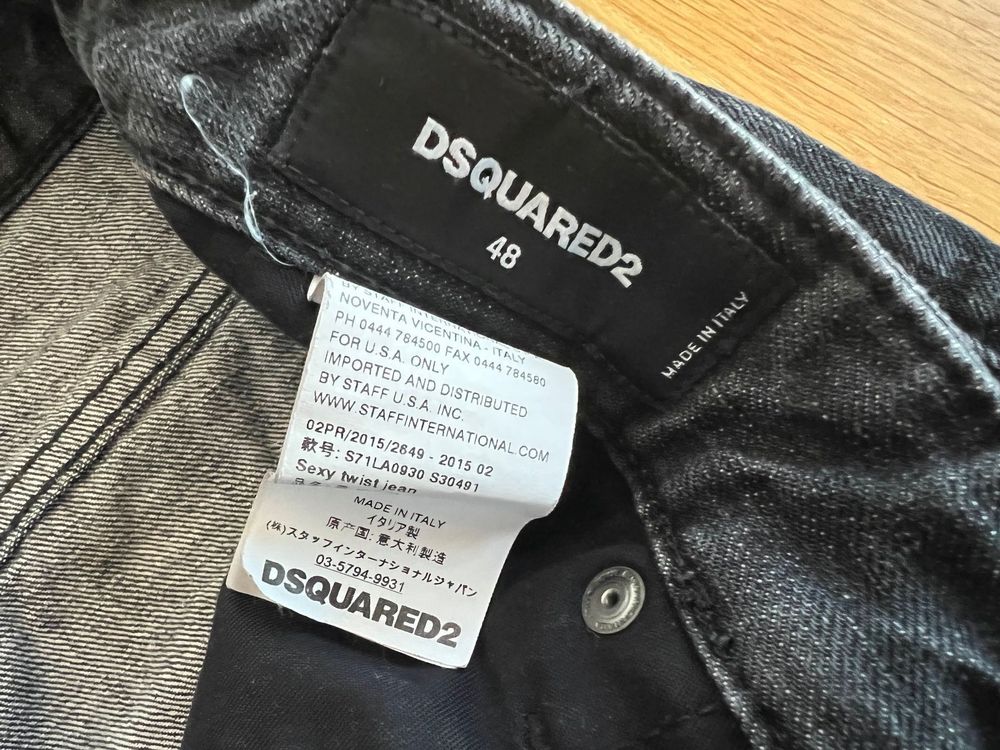 DSQUARED2
48
MADE IN ITALY
BY STAFF INTERNATIONAL
NOVENTA VICENTINA - ITALY
PH 0444 784500 FAX 0444 784580
FOR U.S.A. ONLY
IMPORTED AND DISTRIBUTED
BY STAFF U.S.A. INC.
WWW.STAFFINTERNATIONAL.COM
02PR/2015/2649 - 2015 02
款号: S71LA0930 S30491
Sexy twist jean
MADE IN ITALY
イタリア製
原产国: 意大利製造
(株)スタッフインターナショナルジャパン
03-5794-9931
DSQUARED2